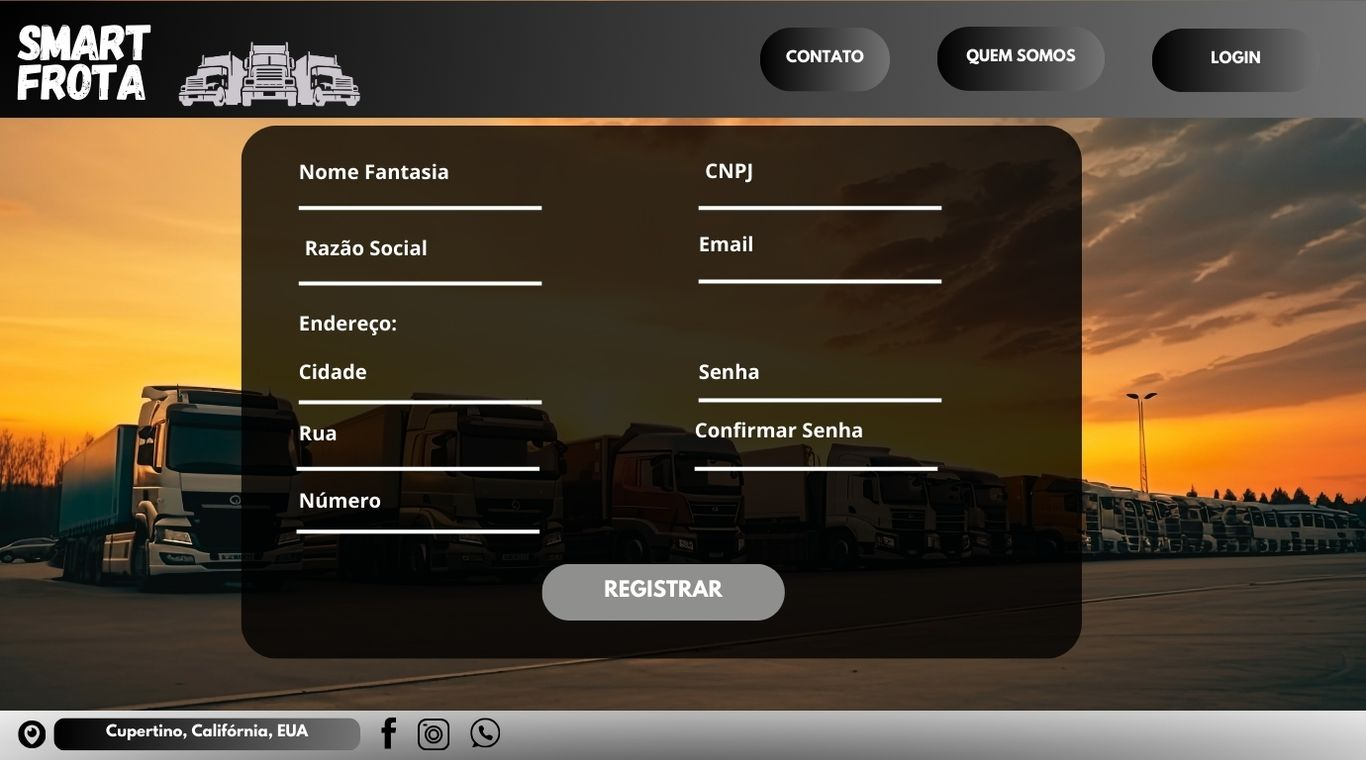 SMART
FROTA
CONTATO
QUEM SOMOS
LOGIN
Nome Fantasia
CNPJ
Razão Social
Email
Endereço:
Cidade
Senha
Rua
Confirmar Senha
Número
REGISTRAR
Cupertino, Califórnia, EUA